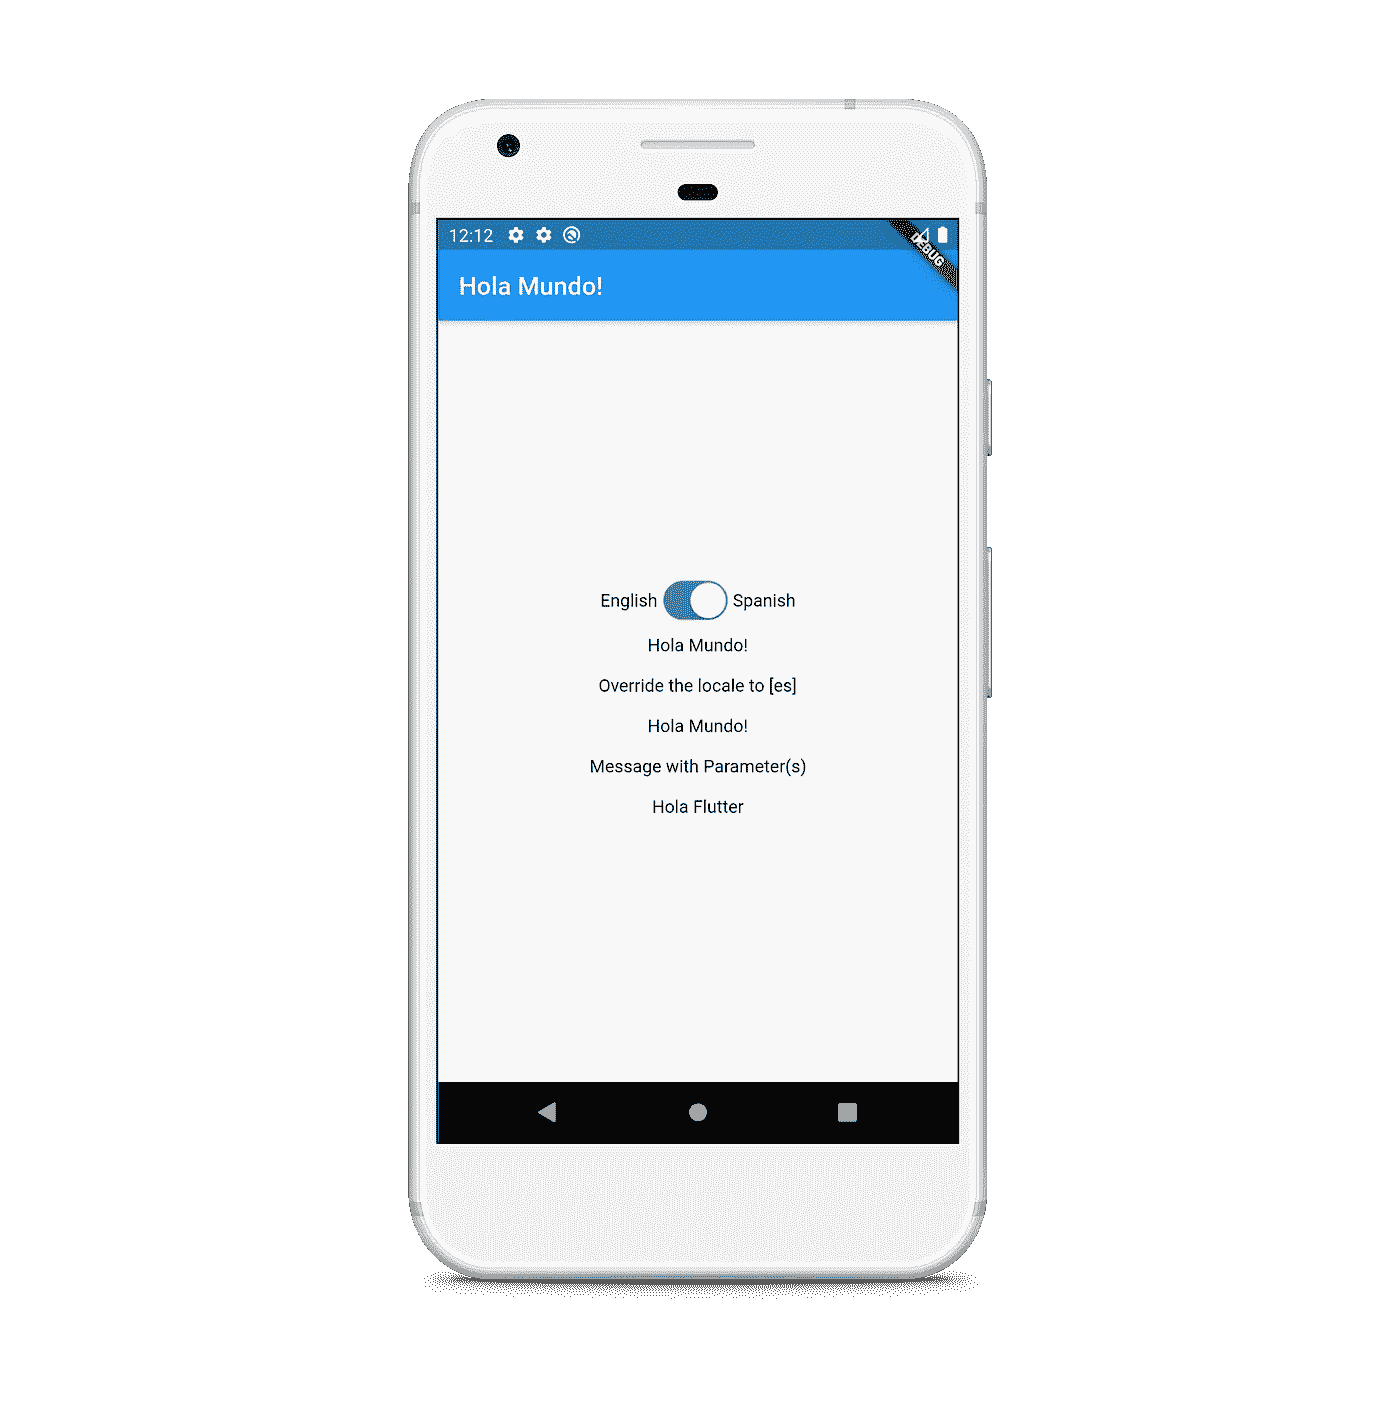 12:12
DEBUG
Hola Mundo!
English Spanish
Hola Mundo!
Override the locale to [es]
Hola Mundo!
Message with Parameter(s)
Hola Flutter